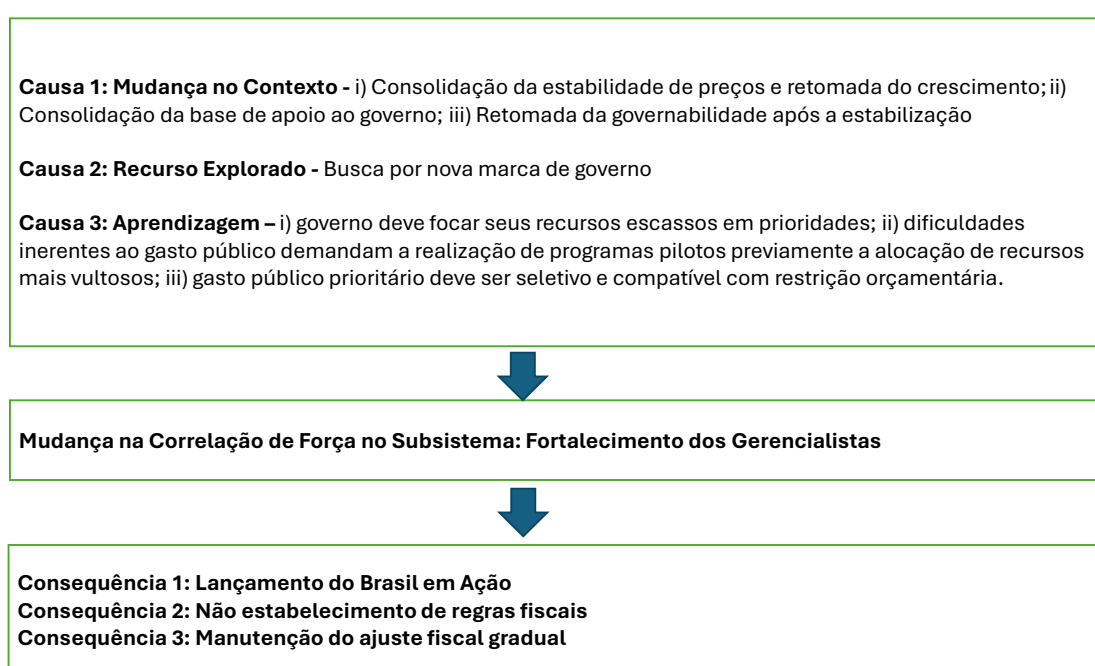 Causa 1: Mudança no Contexto - i) Consolidação da estabilidade de preços e retomada do crescimento; ii)
Consolidação da base de apoio ao governo; iii) Retomada da governabilidade após a estabilização
Causa 2: Recurso Explorado - Busca por nova marca de governo
Causa 3: Aprendizagem – i) governo deve focar seus recursos escassos em prioridades; ii) dificuldades
inerentes ao gasto público demandam a realização de programas pilotos previamente a alocação de recursos
mais vultosos; iii) gasto público prioritário deve ser seletivo e compatível com restrição orçamentária.
Mudança na Correlação de Força no Subsistema: Fortalecimento dos Gerencialistas
Consequência 1: Lançamento do Brasil em Ação
Consequência 2: Não estabelecimento de regras fiscais
Consequência 3: Manutenção do ajuste fiscal gradual